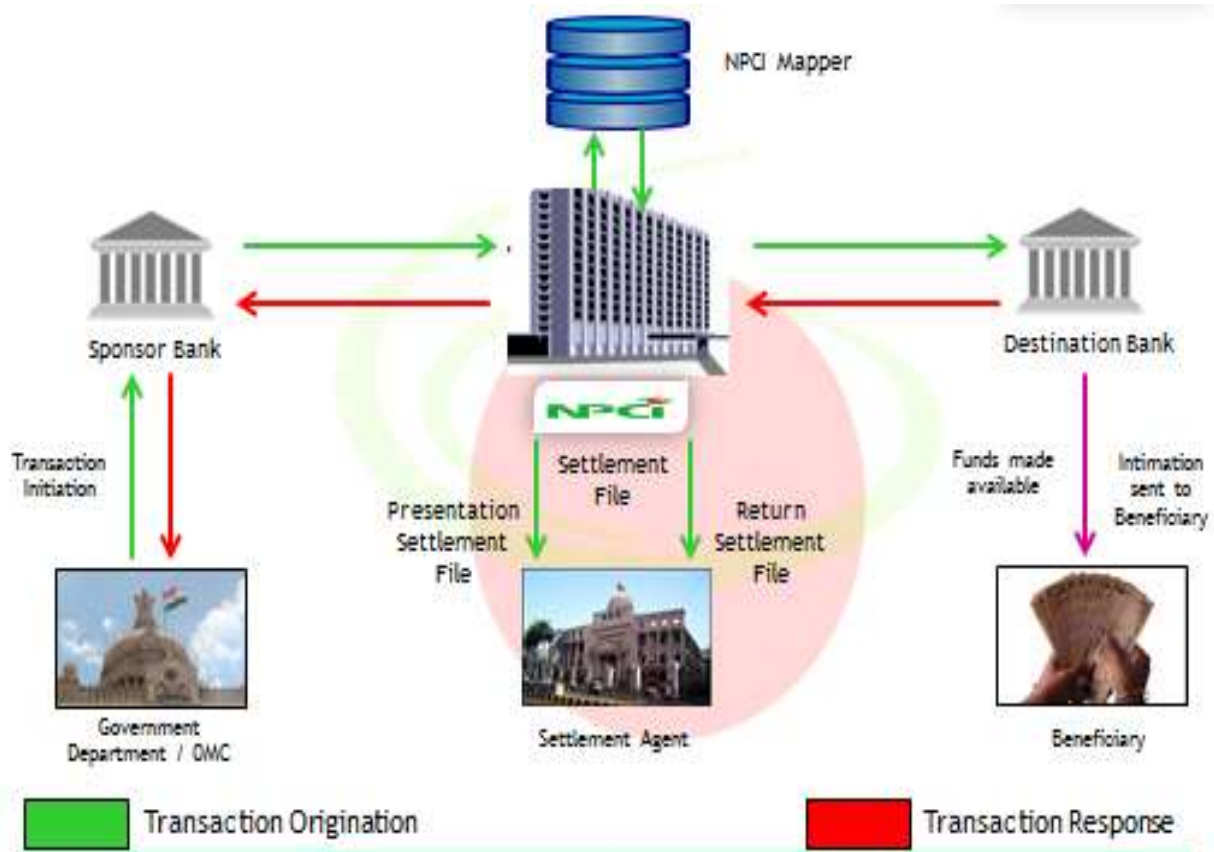 NPCI Mapper
Sponsor Bank
Destination Bank
NPCI
Transaction
Initiation
Settlement
File
Presentation
Settlement
File
Return
Settlement
File
Funds made
available
Intimation
sent to
Beneficiary
Government
Department / OMC
Settlement Agent
Beneficiary
Transaction Origination
Transaction Response